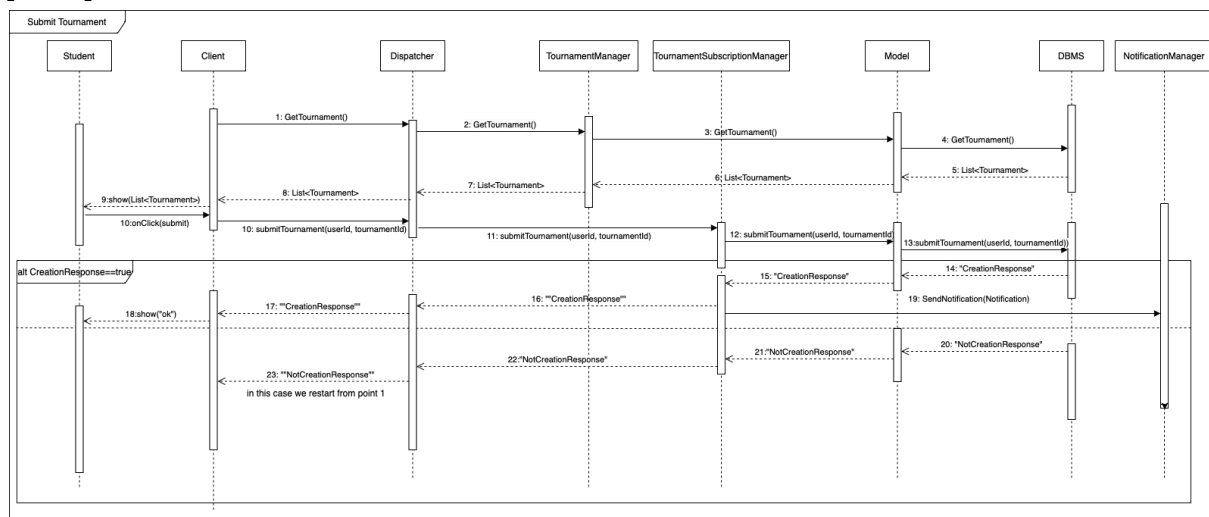 Submit Tournament
Student
Client
Dispatcher
TournamentManager
TournamentSubscriptionManager
Model
DBMS
NotificationManager
1: GetTournament()
2: GetTournament()
3: GetTournament()
4: GetTournament()
5: List<Tournament>
6: List<Tournament>
7: List<Tournament>
8: List<Tournament>
9:show(List<Tournament>)
10:onClick(submit)
10: submitTournament(userId, tournamentId)
11: submitTournament(userId, tournamentId)
12: submitTournament(userId, tournamentId)
13:submitTournament(userId, tournamentId))
alt CreationResponse==true
14: "CreationResponse"
15: "CreationResponse"
16: ""CreationResponse""
17: ""CreationResponse""
18:show("ok")
19: SendNotification(Notification)
20: "NotCreationResponse"
21:"NotCreationResponse"
22:"NotCreationResponse"
23: ""NotCreationResponse""
in this case we restart from point 1